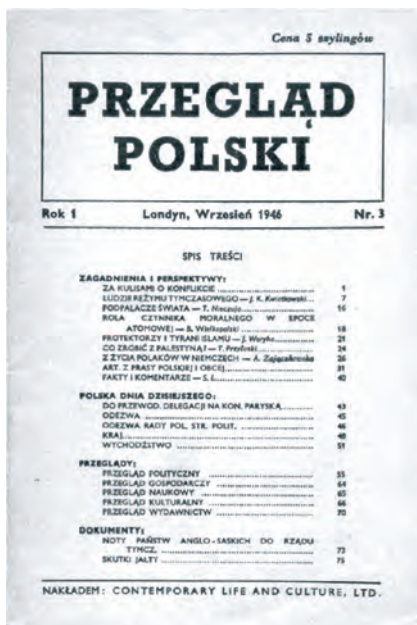 Cena 5 szylingów
PRZEGLĄD
POLSKI
Rok 1 Londyn, Wrzesień 1946 Nr. 3
SPIS TREŚCI
ZAGADNIENIA I PERSPEKTYWY:
ZA KULISAMI O KONFLIKCIE 1
LUDZIE REŻYMU TYMCZASOWEGO — J. K. Kwiatkowski 7
PODPALACZE ŚWIATA — T. 16
ROLA CZYNNIKA MORALNEGO W EPOCE
ATOMOWEJ — B. Wielkopolski 18
PROTEKTORZY I TYRANI ISLAMU — J. 21
CO ZROBIĆ Z PALESTYNĄ? — T. 24
Z ŻYCIA POLAKÓW W NIEMCZECH — A. 26
ART. Z PRASY POLSKIEJ I OBCEJ 31
FAKTY I KOMENTARZE — S. L. 40
POLSKA DNIA DZISIEJSZEGO:
DO PRZEWOD. DELEGACJI NA KON. PARYSKĄ 43
ODEZWA 45
ODEZWA RADY POL. STR. POLIT. 46
KRAJ 48
WYCHODŹSTWO 51
PRZEGLĄDY:
PRZEGLĄD POLITYCZNY 55
PRZEGLĄD GOSPODARCZY 64
PRZEGLĄD NAUKOWY 65
PRZEGLĄD KULTURALNY 66
PRZEGLĄD WYDAWNICTW 70
DOKUMENTY:
NOTY PAŃSTW ANGLO-SASKICH DO RZĄDU
TYMCZ. 73
SKUTKI JAŁTY 75
NAKŁADEM: CONTEMPORARY LIFE AND CULTURE, LTD.